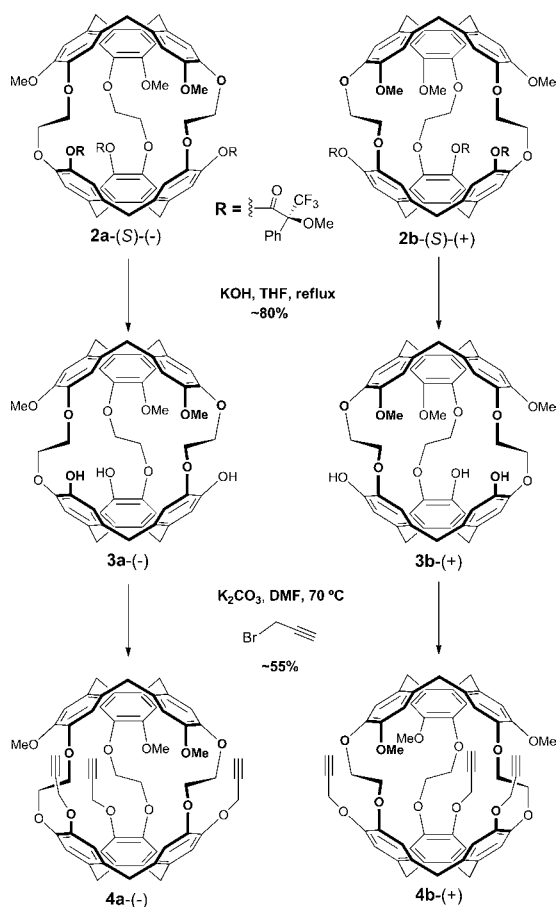 MeO OMe OMe O O O O O O OR RO OR
MeO OMe OMe O O O O O O RO RO OR
2a-(S)-(-)
R = O CF3 OMe Ph
2b-(S)-(+)
KOH, THF, reflux
~80%
MeO OMe OMe O O O O O O OH HO OH
OMe OMe OMe O O O O O O HO OH OH
3a-(-)
3b-(+)
K2CO3, DMF, 70 ºC
Br
~55%
MeO OMe OMe O O O O O O O O O
MeO OMe OMe O O O O O O O O O
4a-(-)
4b-(+)